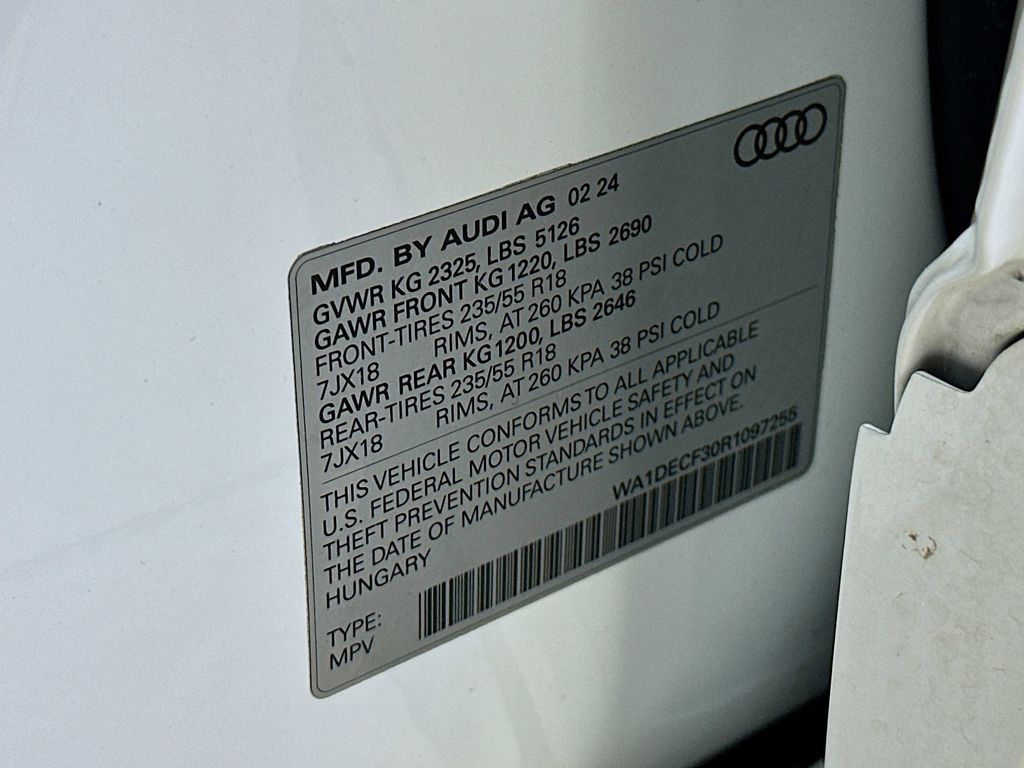 MFD. BY AUDI AG 02 24
GVWR KG 2325, LBS 5126
GAWR FRONT KG 1220, LBS 2690
FRONT-TIRES 235/55 R18
7JX18 RIMS, AT 260 KPA 38 PSI COLD
GAWR REAR KG 1200, LBS 2646
REAR-TIRES 235/55 R18
7JX18 RIMS, AT 260 KPA 38 PSI COLD
THIS VEHICLE CONFORMS TO ALL APPLICABLE
U.S. FEDERAL MOTOR VEHICLE SAFETY AND
THEFT PREVENTION STANDARDS IN EFFECT ON
THE DATE OF MANUFACTURE SHOWN ABOVE.
HUNGARY
WA1DECF30R1097255
TYPE:
MPV